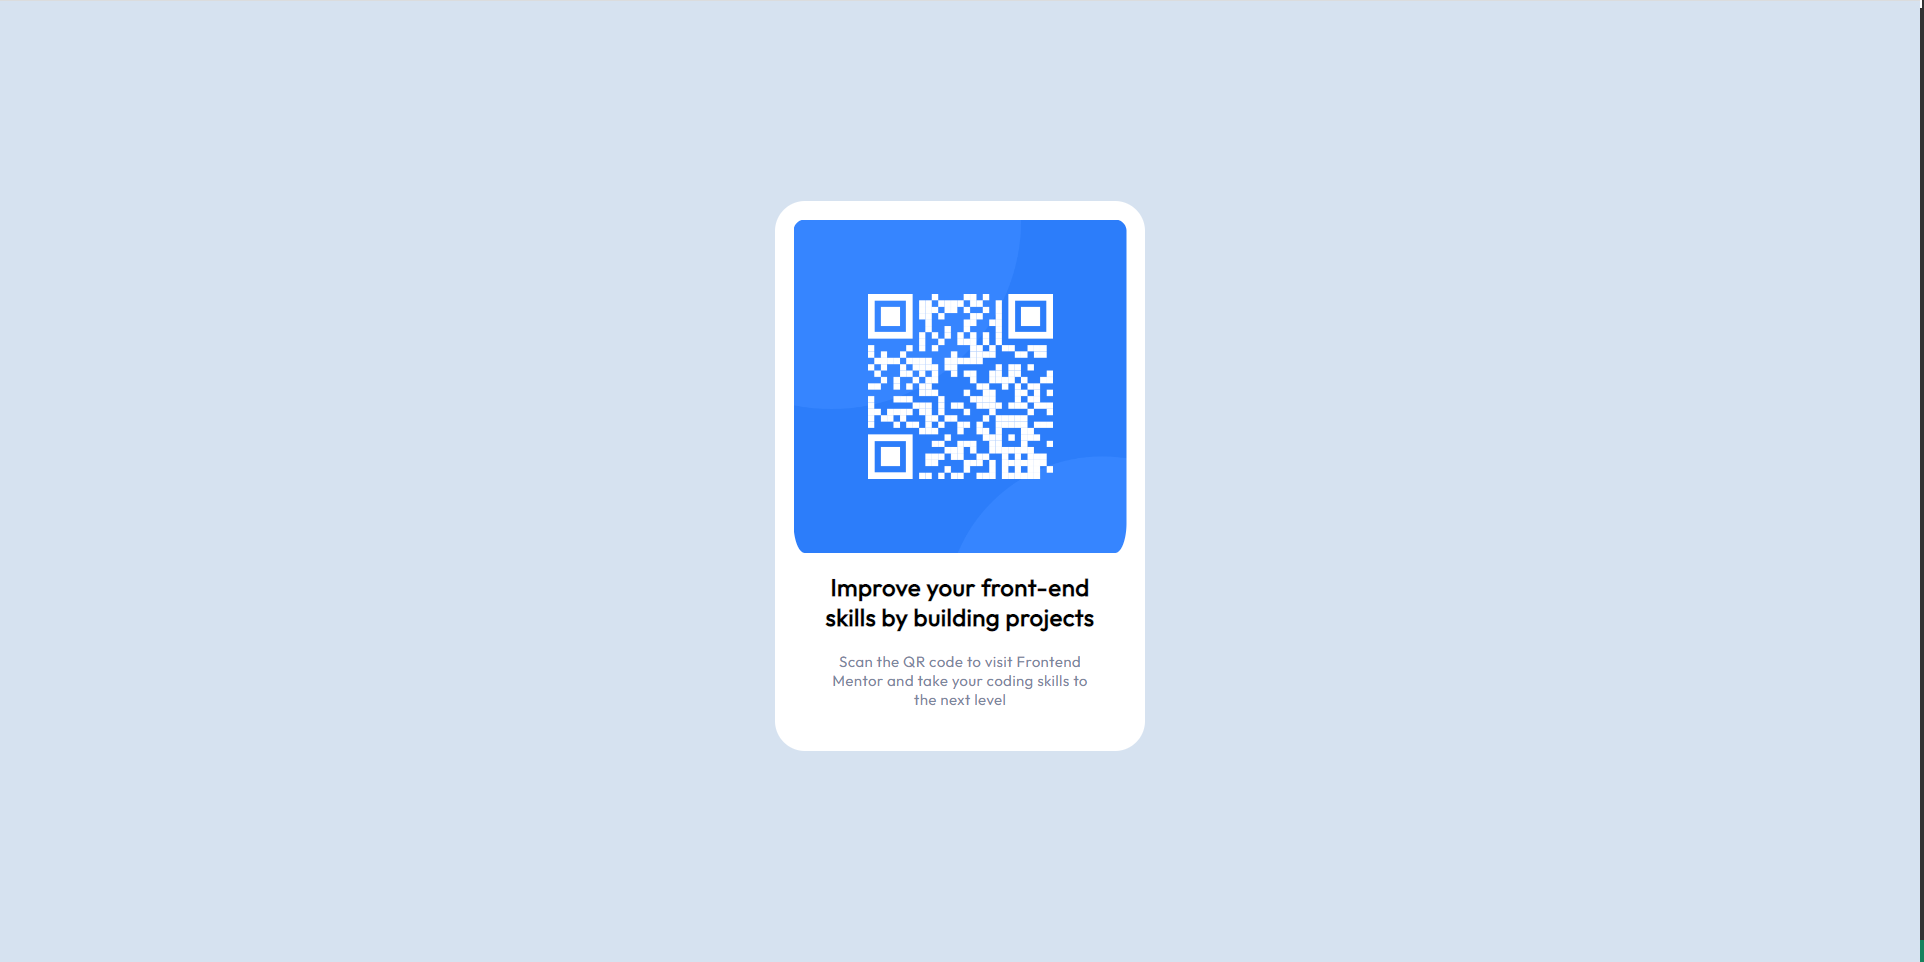 Improve your front-end
skills by building projects
Scan the QR code to visit Frontend
Mentor and take your coding skills to
the next level